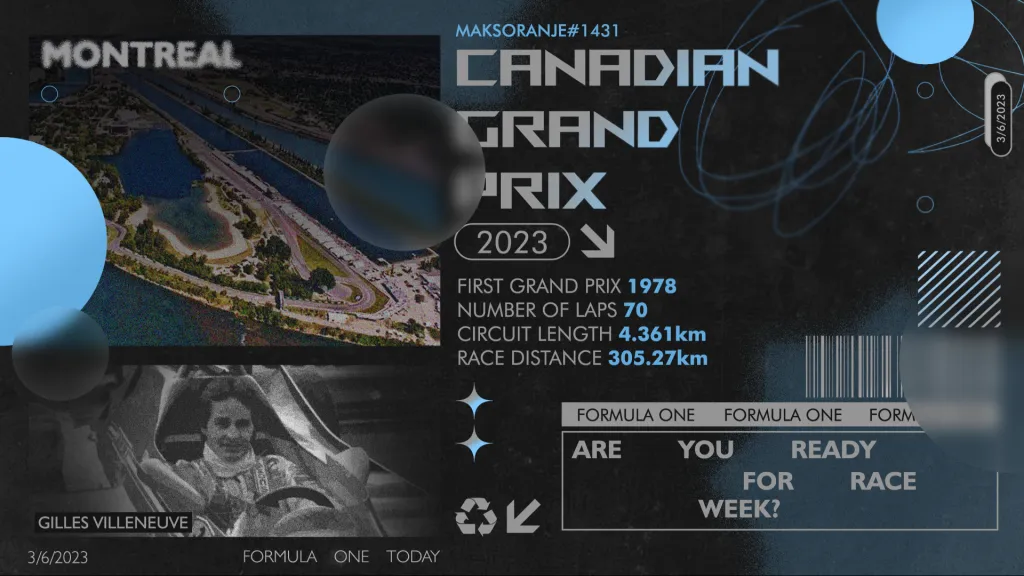 MONTREAL
MAKSORANJE#1431
CANADIAN
GRAND
PRIX
2023
FIRST GRAND PRIX 1978
NUMBER OF LAPS 70
CIRCUIT LENGTH 4.361km
RACE DISTANCE 305.27km
3/6/2023
FORMULA ONE FORMULA ONE FORM
ARE YOU READY
FOR RACE
WEEK?
GILLES VILLENEUVE
3/6/2023
FORMULA ONE TODAY